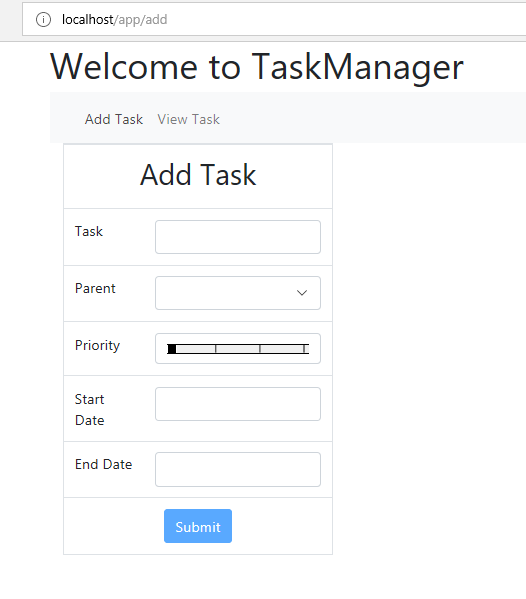 localhost/app/add
Welcome to TaskManager
Add Task View Task
Add Task
Task
Parent
Priority
Start
Date
End Date
Submit